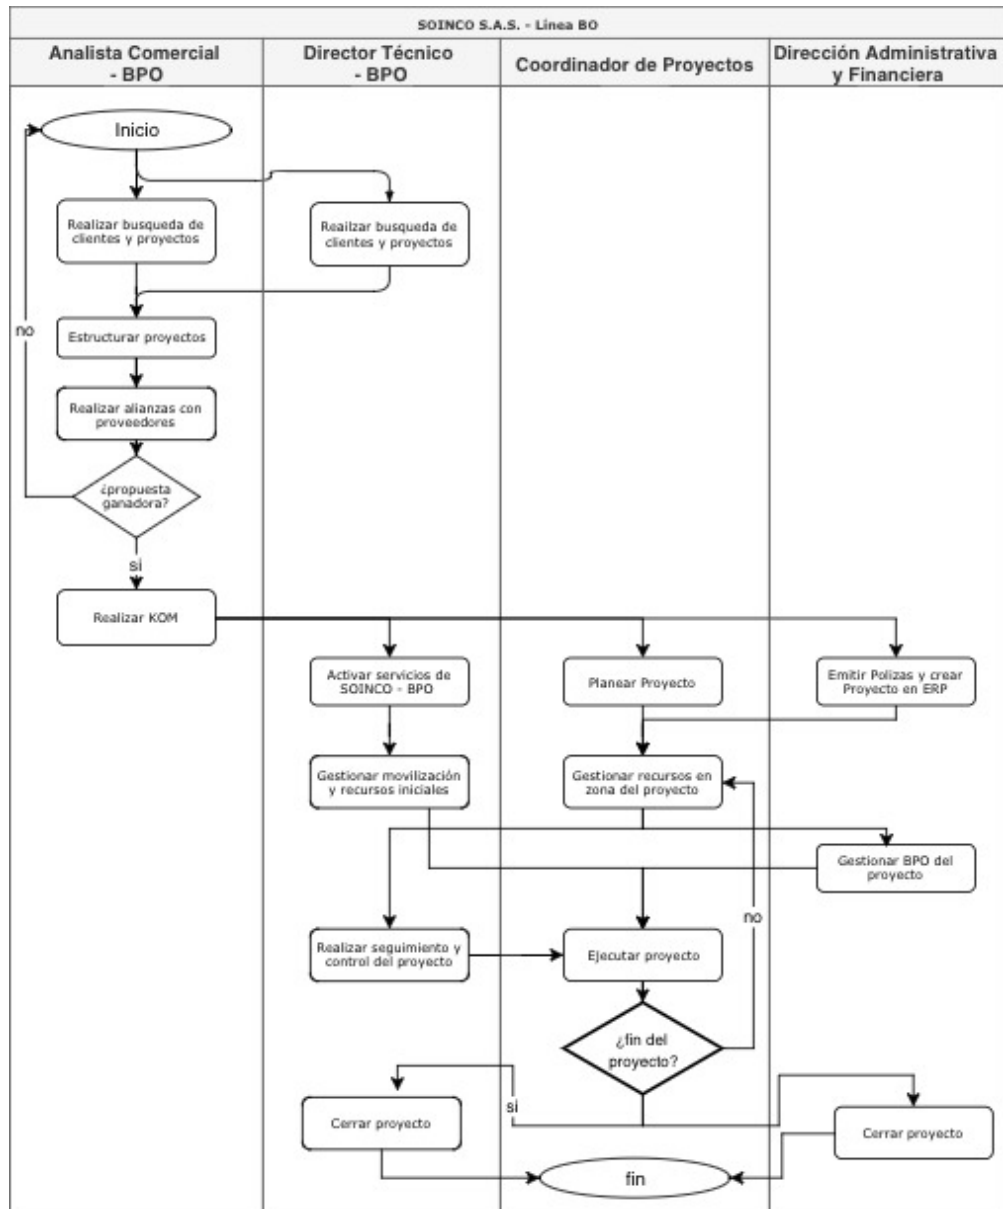 SOINCO S.A.S. - Línea BO
Analista Comercial
- BPO
Director Técnico
- BPO
Coordinador de Proyectos
Dirección Administrativa
y Financiera
Inicio
Realizar busqueda de
clientes y proyectos
Reailzar busqueda de
clientes y proyectos
no
Estructurar proyectos
Realizar alianzas con
proveedores
¿propuesta
ganadora?
si
Realizar KOM
Activar servicios de
SOINCO - BPO
Planear Proyecto
Emitir Polizas y crear
Proyecto en ERP
Gestionar movilización
y recursos iniciales
Gestionar recursos en
zona del proyecto
Gestionar BPO del
proyecto
no
Realizar seguimiento y
control del proyecto
Ejecutar proyecto
¿fin del
proyecto?
si
Cerrar proyecto
Cerrar proyecto
fin